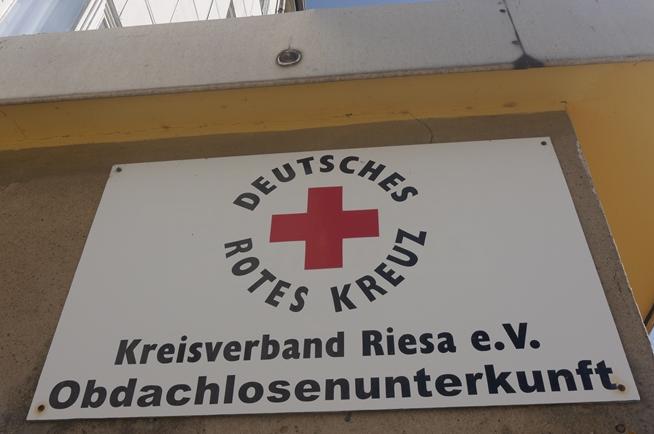 DEUTSCHES
ROTES KREUZ
Kreisverband Riesa e.V.
Obdachlosenunterkunft.